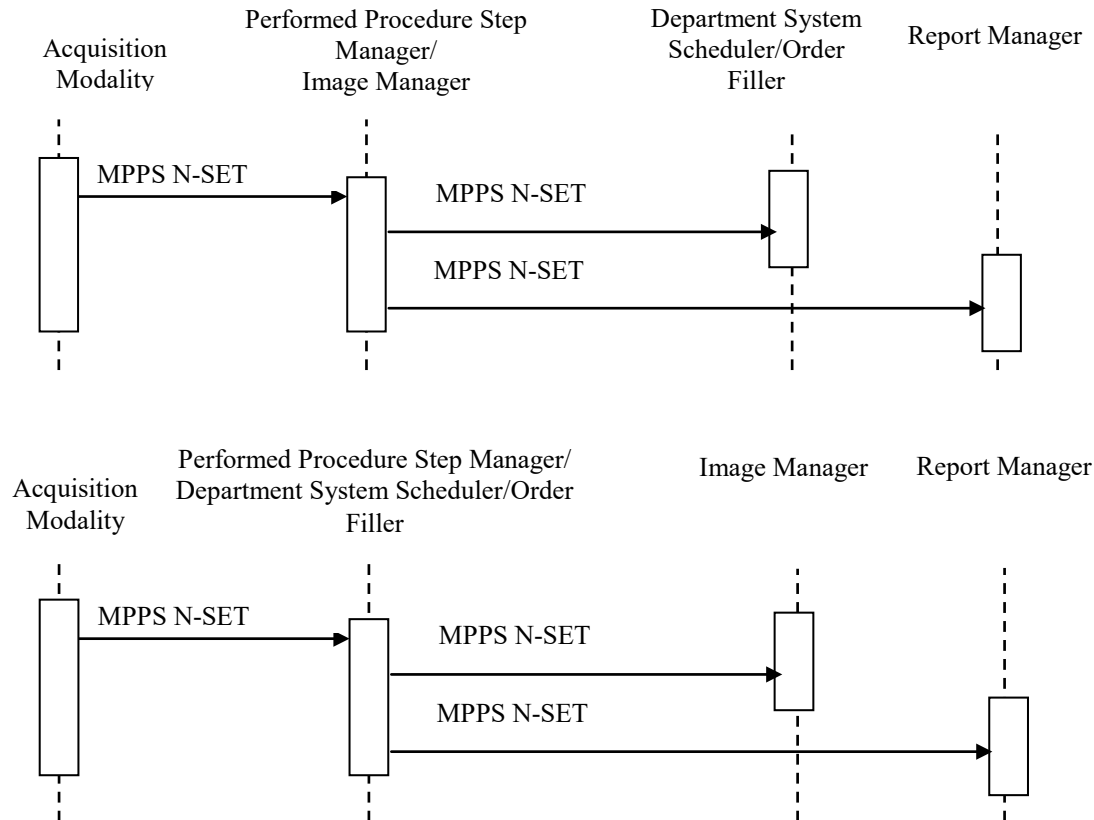 Acquisition
Modality
Performed Procedure Step
Manager/
Image Manager
Department System
Scheduler/Order
Filler
Report Manager
MPPS N-SET
MPPS N-SET
MPPS N-SET
Acquisition
Modality
Performed Procedure Step Manager/
Department System Scheduler/Order
Filler
Image Manager
Report Manager
MPPS N-SET
MPPS N-SET
MPPS N-SET